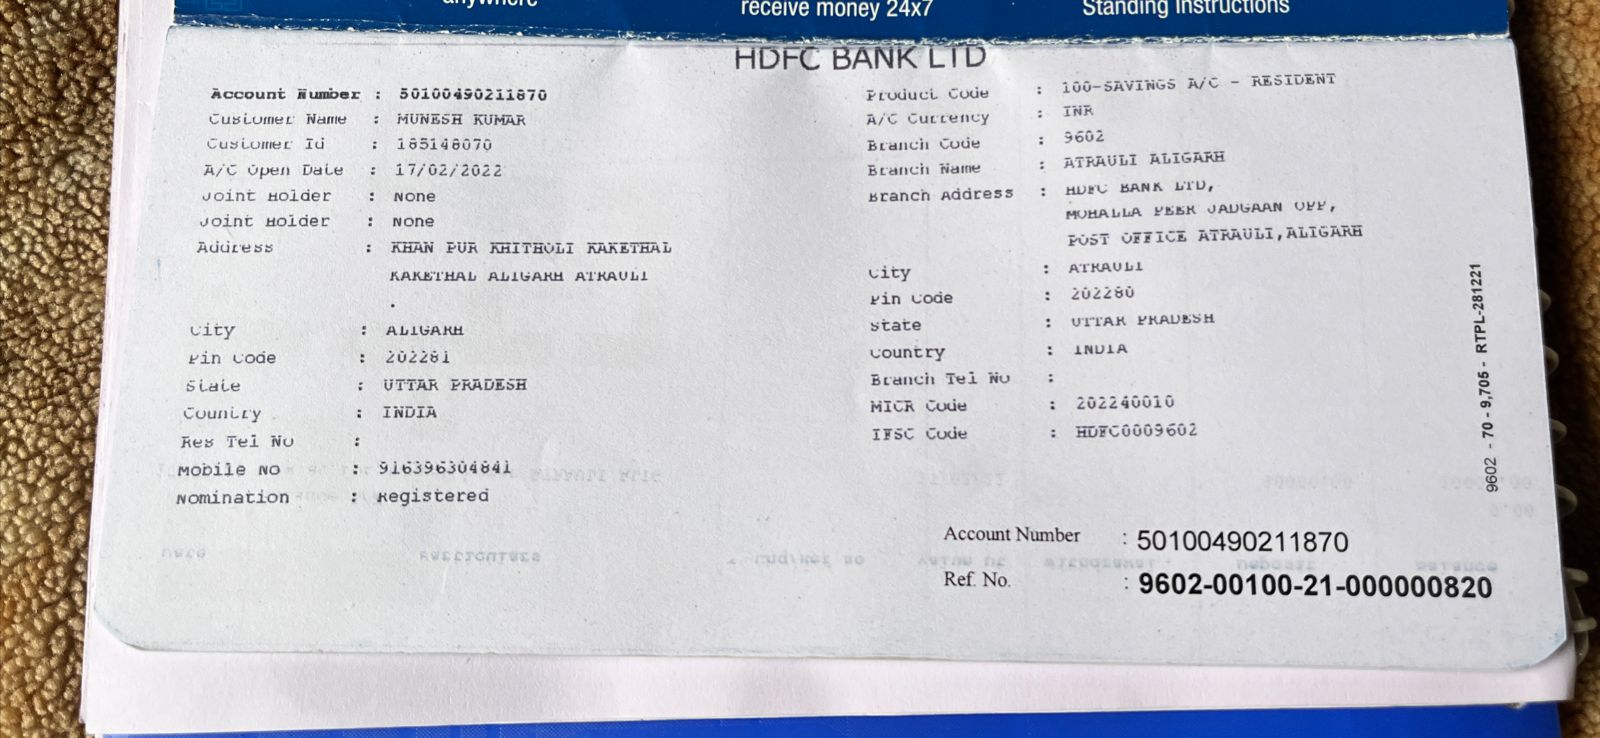 anywhere
receive money 24x7
Standing Instructions
HDFC BANK LTD
Account Number : 50100490211870
Customer Name : MUNESH KUMAR
Customer Id : 185148070
A/C Open Date : 17/02/2022
Joint Holder : None
Joint Holder : None
Address : KHAN PUR KHITHOLI KAKETHAL
KAKETHAL ALIGARH ATRAULI
.
City : ALIGARH
Pin Code : 202281
State : UTTAR PRADESH
Country : INDIA
Res Tel No :
Mobile No : 916396304841
Nomination : Registered
Product Code : 100-SAVINGS A/C - RESIDENT
A/C Currency : INR
Branch Code : 9602
Branch Name : ATRAULI ALIGARH
Branch Address : HDFC BANK LTD,
MOHALLA PEER JADGAAN OPP,
POST OFFICE ATRAULI,ALIGARH
City : ATRAULI
Pin Code : 202280
State : UTTAR PRADESH
Country : INDIA
Branch Tel No :
MICR Code : 202240010
IFSC Code : HDFC0009602
Account Number : 50100490211870
Ref. No. : 9602-00100-21-000000820
9602 - 70 - 9,705 - RTPL-281221